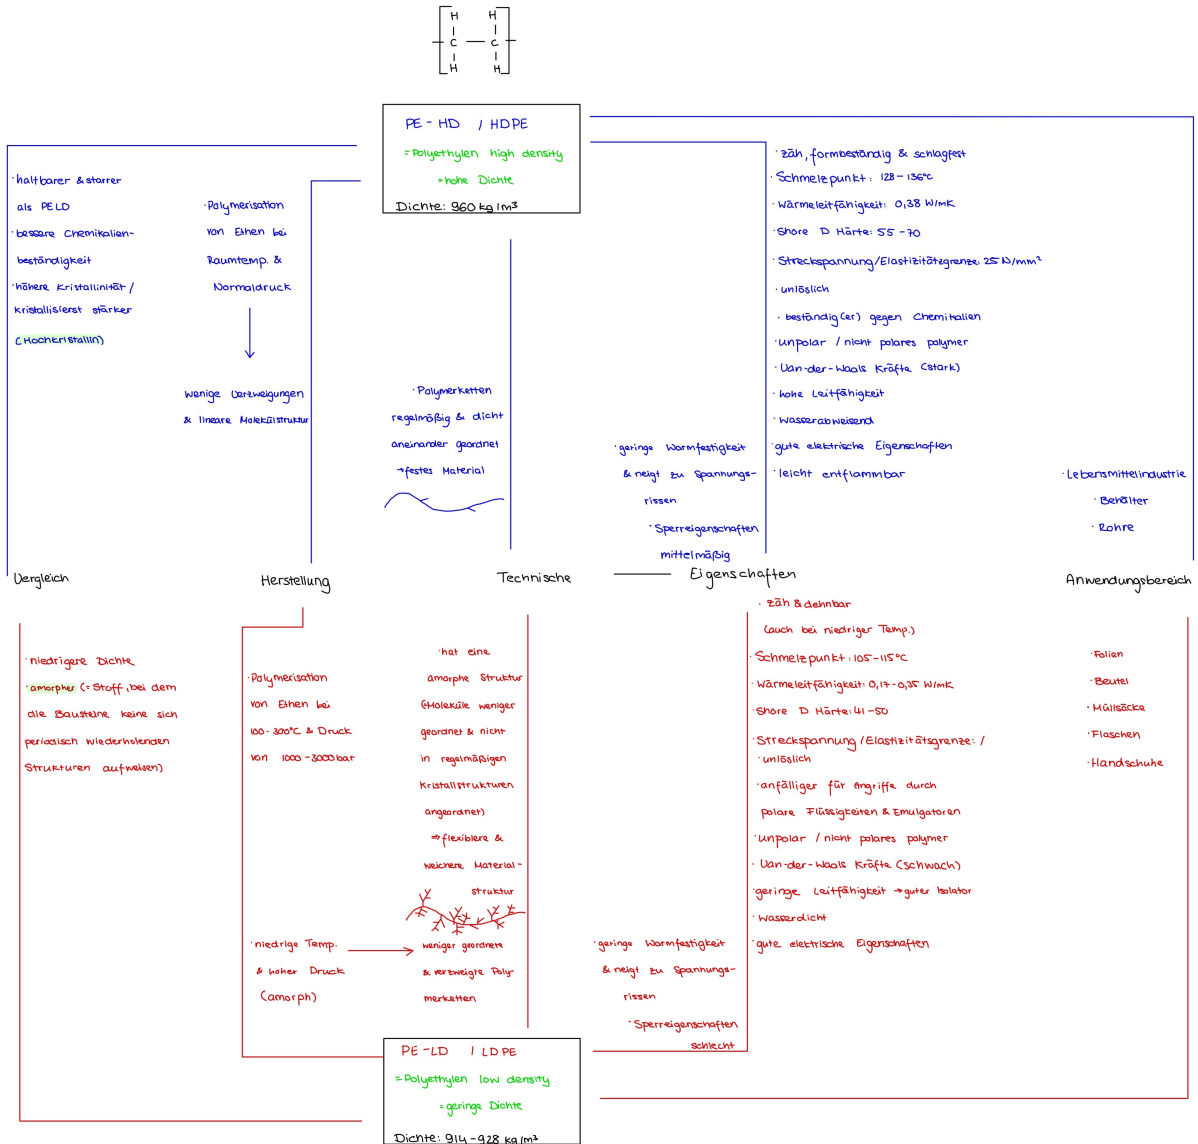 H H
C — C
H H
PE-HD / HDPE
= Polyethylen high density
= hohe Dichte
Dichte: 960 kg/m³
· haltbarer & starrer
als PELD
· bessere Chemikalien-
beständigkeit
· höhere Kristallinität /
kristallisierst stärker
(Hochkristallin)
· Polymerisation
von Ethen bei
Raumtemp. &
Normaldruck
wenige Verzweigungen
& lineare Molekülstruktur
· Polymerketten
regelmäßig & dicht
aneinander geordnet
→ festes Material
· geringe Warmfestigkeit
& neigt zu Spannungs-
rissen
· Sperreigenschaften
mittelmäßig
· zäh, formbeständig & schlagfest
· Schmelzpunkt: 128-136°C
· Wärmeleitfähigkeit: 0,38 W/mK
· Shore D Härte: 55-70
· Streckspannung/Elastizitätsgrenze: 25 N/mm²
· unlöslich
· beständig(er) gegen Chemikalien
· unpolar / nicht polares polymer
· Van-der-Waals Kräfte (stark)
· hohe Leitfähigkeit
· wasserabweisend
· gute elektrische Eigenschaften
· leicht entflammbar
· Lebensmittelindustrie
· Behälter
· Rohre
Vergleich
Herstellung
Technische — Eigenschaften
Anwendungsbereich
· niedrigere Dichte
· amorpher (= Stoff, bei dem
die Bausteine keine sich
periodisch wiederholenden
Strukturen aufweisen)
· Polymerisation
von Ethen bei
100-300°C & Druck
von 1000-3000bar
· niedrige Temp.
& hoher Druck
(amorph)
· hat eine
amorphe Struktur
(Moleküle weniger
geordnet & nicht
in regelmäßigen
Kristallstrukturen
angeordnet)
⇒ flexiblere &
weichere Material-
struktur
weniger geordnete
& verzweigte Poly-
merketten
· geringe Warmfestigkeit
& neigt zu Spannungs-
rissen
· Sperreigenschaften
schlecht
· zäh & dehnbar
(auch bei niedriger Temp.)
· Schmelzpunkt: 105-115°C
· Wärmeleitfähigkeit: 0,17-0,35 W/mK
· Shore D Härte: 41-50
· Streckspannung/Elastizitätsgrenze: /
· unlöslich
· anfälliger für Angriffe durch
polare Flüssigkeiten & Emulgatoren
· unpolar / nicht polares polymer
· Van-der-Waals Kräfte (schwach)
· geringe Leitfähigkeit → guter Isolator
· wasserdicht
· gute elektrische Eigenschaften
· Folien
· Beutel
· Müllsäcke
· Flaschen
· Handschuhe
PE-LD / LDPE
= Polyethylen low density
= geringe Dichte
Dichte: 914-928 kg/m³